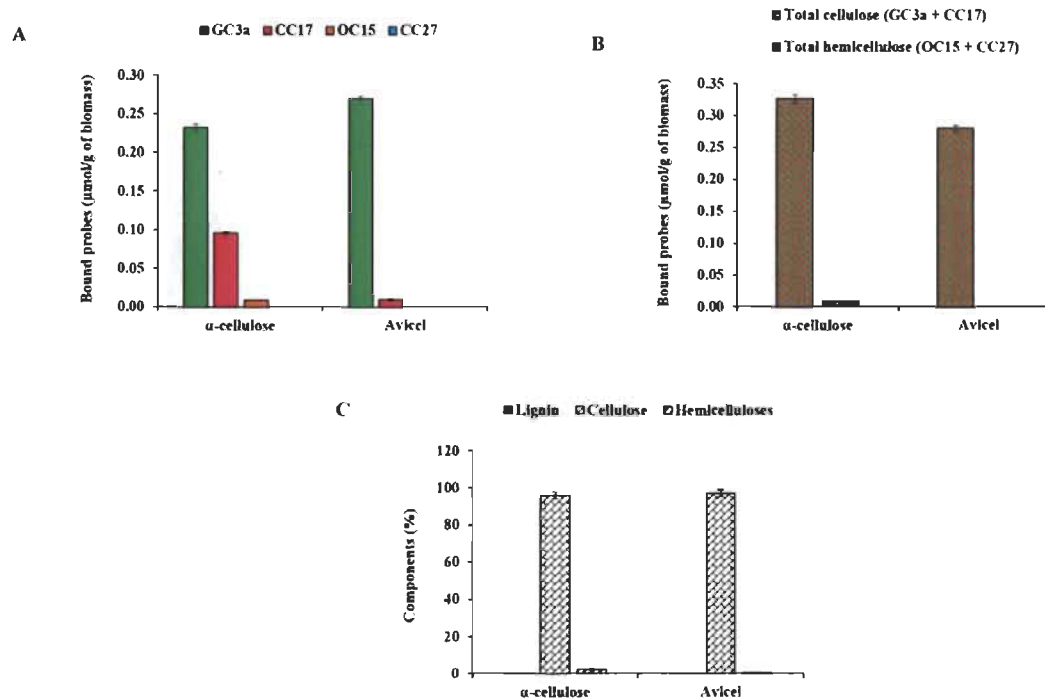 A
■GC3a ■CC17 ■OC15 ■CC27
Bound probes (µmol/g of biomass)
0.30
0.25
0.20
0.15
0.10
0.05
0.00
α-cellulose Avicel
B
Total cellulose (GC3a + CC17)
Total hemicellulose (OC15 + CC27)
Bound probes (µmol/g of biomass)
0.35
0.30
0.25
0.20
0.15
0.10
0.05
0.00
α-cellulose Avicel
C
■Lignin Cellulose Hemicelluloses
Components (%)
120
100
80
60
40
20
0
α-cellulose Avicel